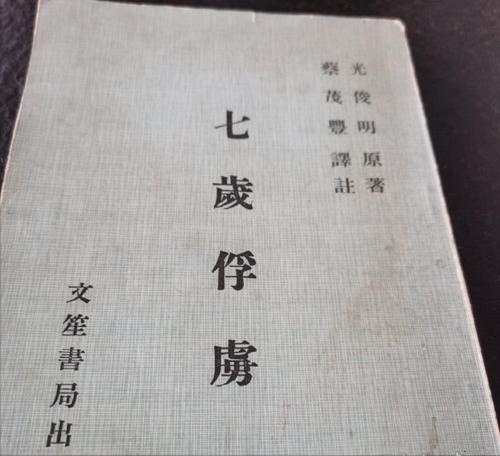 光俊明原著
蔡茂豐譯註
七歲俘虜
文笙書局出